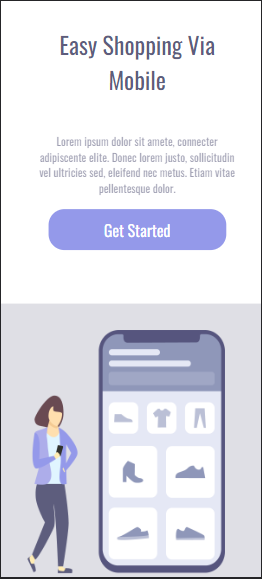 Easy Shopping Via
Mobile
Lorem ipsum dolor sit amete, connecter
adipiscente elite. Donec lorem justo, sollicitudin
vel ultricies sed, eleifend nec metus. Etiam vitae
pellentesque dolor.
Get Started